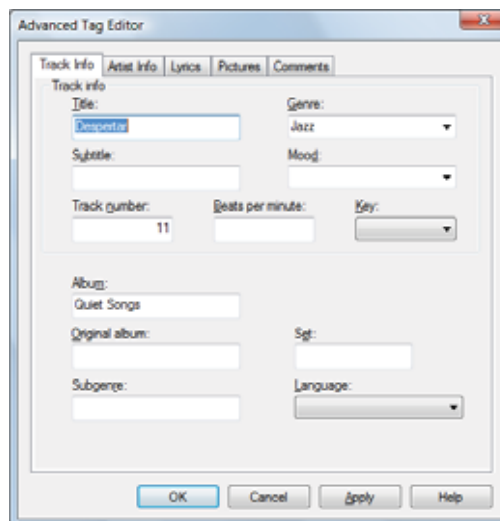 Advanced Tag Editor
Track Info Artist Info Lyrics Pictures Comments
Track info
Title: Genre:
Despertar Jazz
Subtitle: Mood:
Track number: Beats per minute: Key:
11
Album:
Quiet Songs
Original album: Set:
Subgenre: Language:
OK Cancel Apply Help